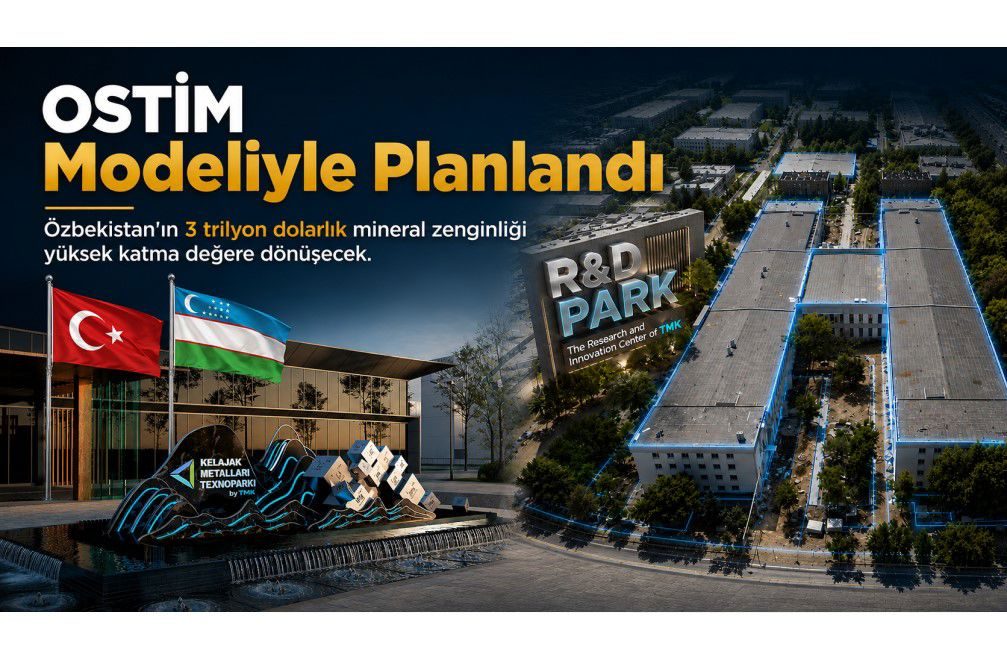 OSTİM
Modeliyle Planlandı
Özbekistan'ın 3 trilyon dolarlık mineral zenginliği
yüksek katma değere dönüşecek.
R&D
PARK
The Research and
Innovation Center of TMK
KELAJAK
METALLARI
TEXNOPARKI
by TMK